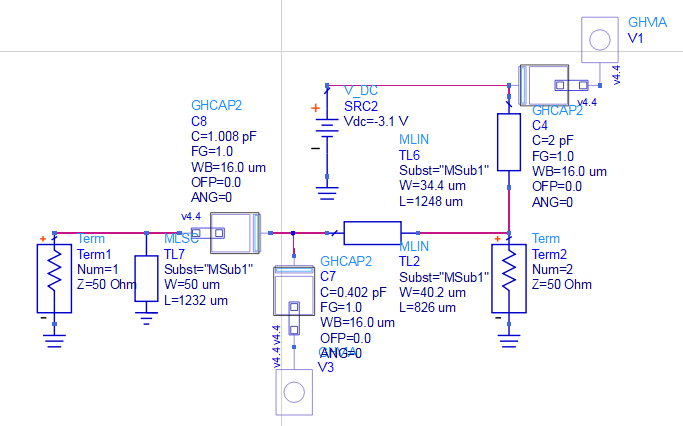 GHVIA
V1
v4.4
v4.4
V_DC
SRC2
Vdc=-3.1 V
GHCAP2
C4
C=2 pF
FG=1.0
WB=16.0 um
OFP=0.0
ANG=0
GHCAP2
C8
C=1.008 pF
FG=1.0
WB=16.0 um
OFP=0.0
ANG=0
v4.4
MLIN
TL6
Subst="MSub1"
W=34.4 um
L=1248 um
Term
Term1
Num=1
Z=50 Ohm
MLSC
TL7
Subst="MSub1"
W=50 um
L=1232 um
GHCAP2
C7
C=0.402 pF
FG=1.0
WB=16.0 um
OFP=0.0
ANG=0
MLIN
TL2
Subst="MSub1"
W=40.2 um
L=826 um
Term
Term2
Num=2
Z=50 Ohm
v4.4
v4.4
GHVIA
V3